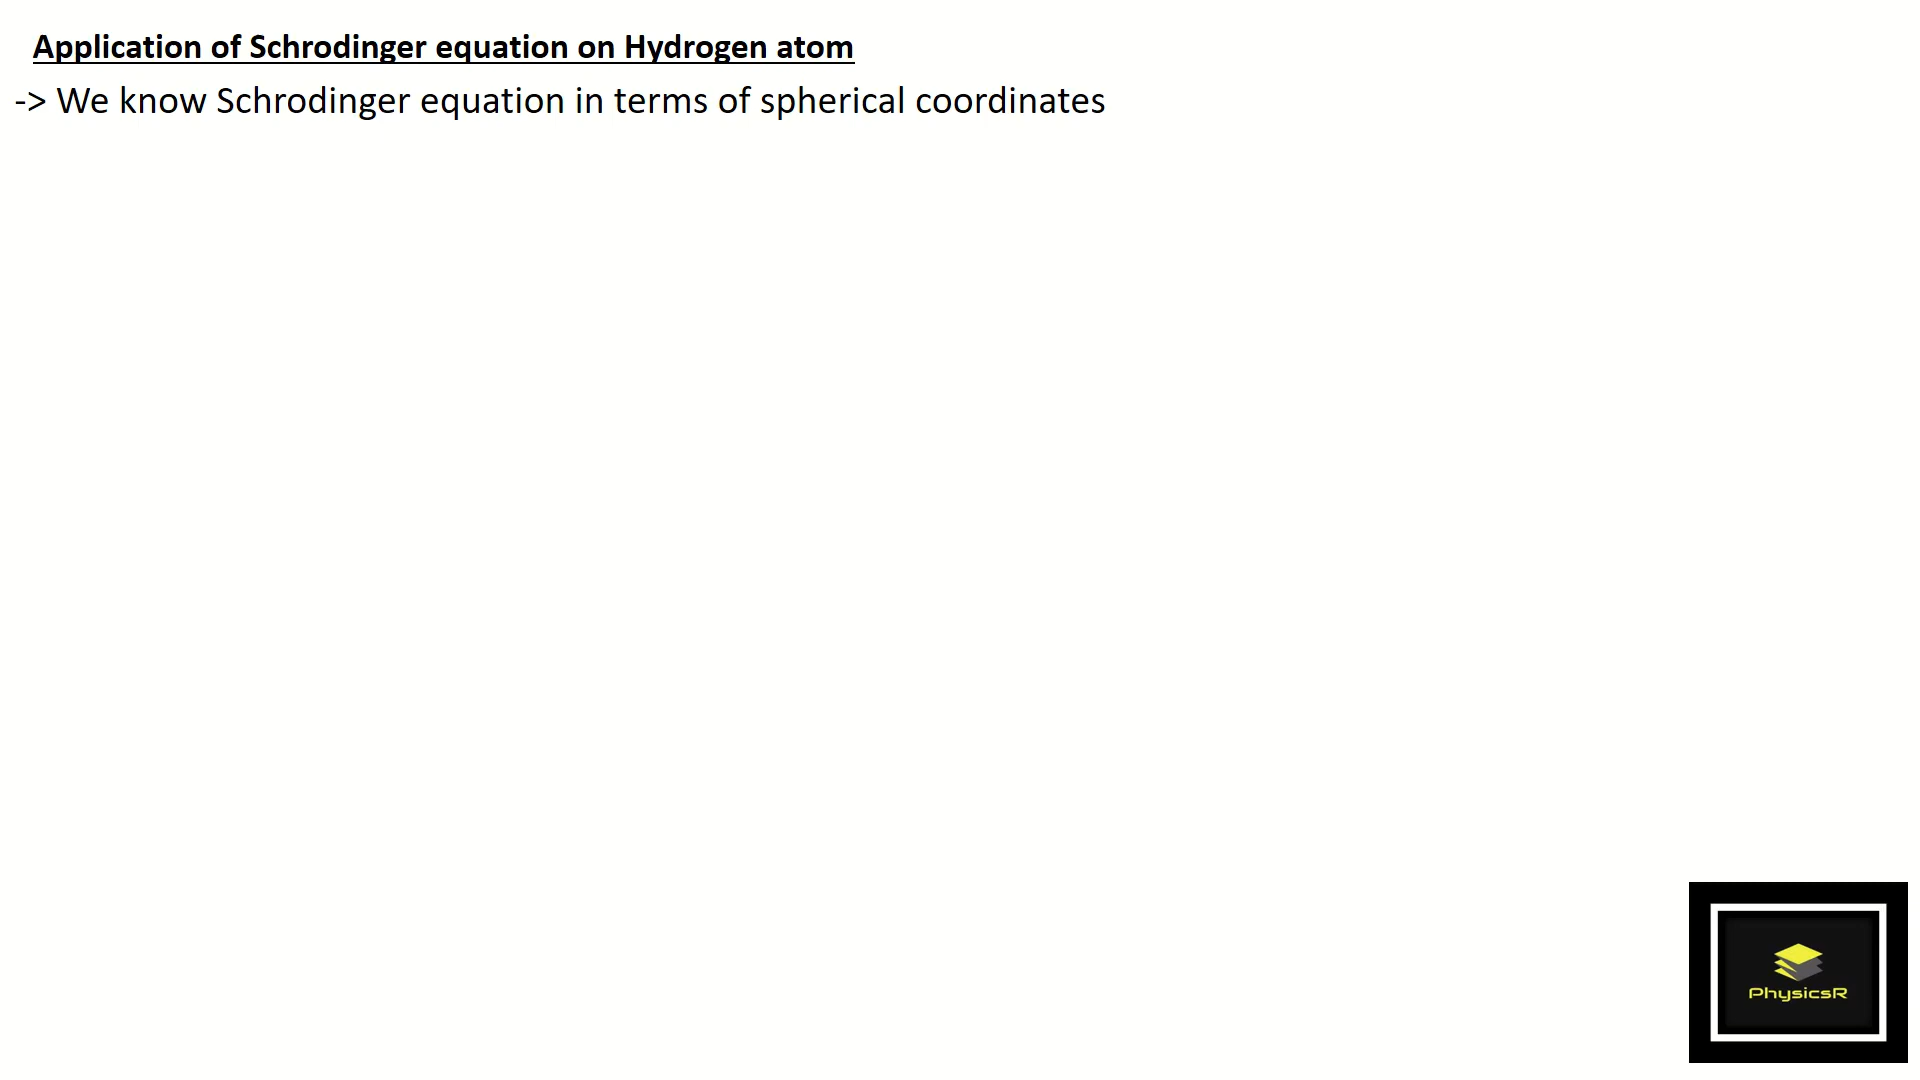 Application of Schrodinger equation on Hydrogen atom
-> We know Schrodinger equation in terms of spherical coordinates
PhysicsR